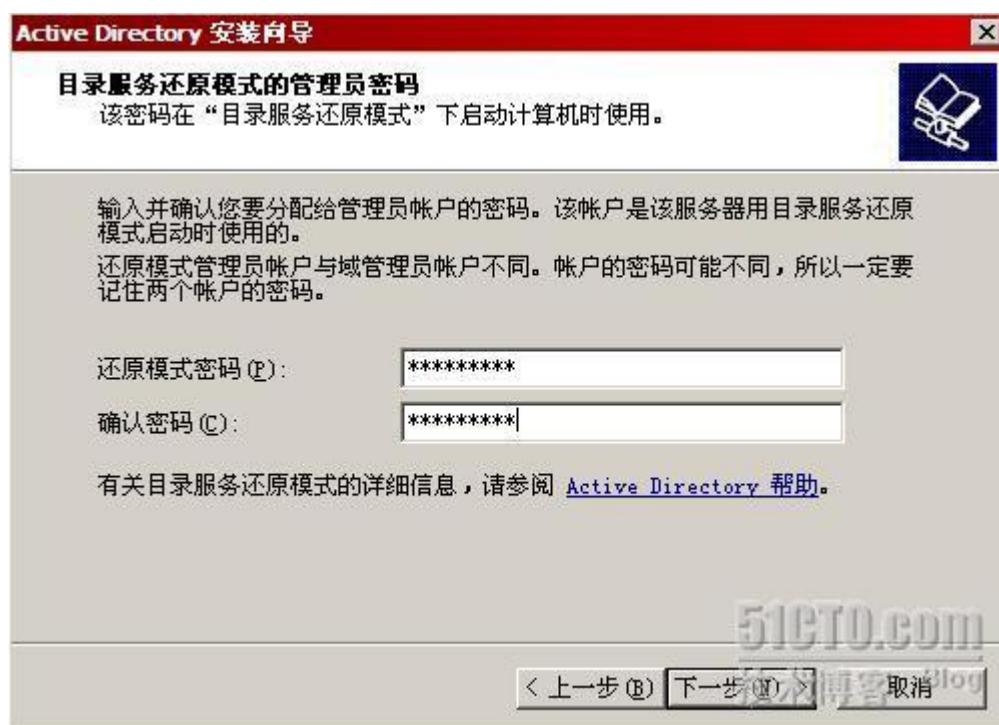 Active Directory 安装向导
目录服务还原模式的管理员密码
该密码在“目录服务还原模式”下启动计算机时使用。
输入并确认您要分配给管理员帐户的密码。该帐户是该服务器用目录服务还原
模式启动时使用的。
还原模式管理员帐户与域管理员帐户不同。帐户的密码可能不同，所以一定要
记住两个帐户的密码。
还原模式密码(P)： *********
确认密码(C)： *********
有关目录服务还原模式的详细信息，请参阅 Active Directory 帮助。
51CTO.com
技术博客 Blog
< 上一步(B) 下一步(N) > 取消